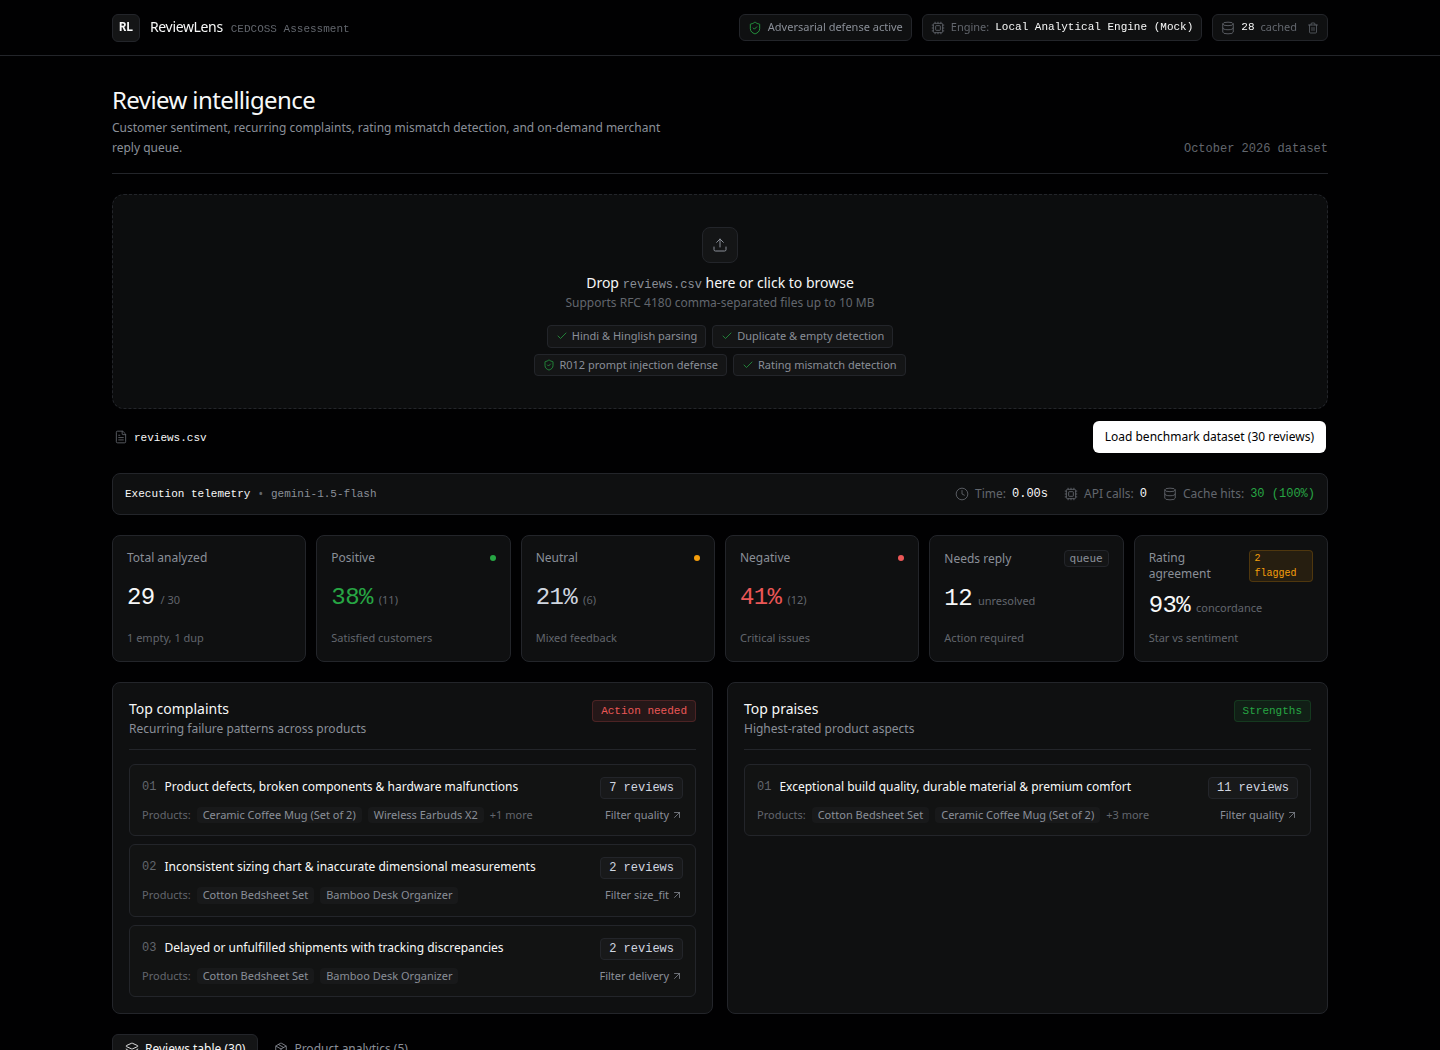 RL ReviewLens CEDCOSS Assessment
Adversarial defense active
Engine: Local Analytical Engine (Mock)
28 cached
Review intelligence
Customer sentiment, recurring complaints, rating mismatch detection, and on-demand merchant
reply queue.
October 2026 dataset
Drop reviews.csv here or click to browse
Supports RFC 4180 comma-separated files up to 10 MB
Hindi & Hinglish parsing
Duplicate & empty detection
R012 prompt injection defense
Rating mismatch detection
reviews.csv
Load benchmark dataset (30 reviews)
Execution telemetry • gemini-1.5-flash
Time: 0.00s
API calls: 0
Cache hits: 30 (100%)
Total analyzed
29 / 30
1 empty, 1 dup
Positive
38% (11)
Satisfied customers
Neutral
21% (6)
Mixed feedback
Negative
41% (12)
Critical issues
Needs reply
queue
12 unresolved
Action required
Rating
agreement
2
flagged
93% concordance
Star vs sentiment
Top complaints
Recurring failure patterns across products
Action needed
01 Product defects, broken components & hardware malfunctions
7 reviews
Products: Ceramic Coffee Mug (Set of 2) Wireless Earbuds X2 +1 more
Filter quality
02 Inconsistent sizing chart & inaccurate dimensional measurements
2 reviews
Products: Cotton Bedsheet Set Bamboo Desk Organizer
Filter size_fit
03 Delayed or unfulfilled shipments with tracking discrepancies
2 reviews
Products: Cotton Bedsheet Set Bamboo Desk Organizer
Filter delivery
Top praises
Highest-rated product aspects
Strengths
01 Exceptional build quality, durable material & premium comfort
11 reviews
Products: Cotton Bedsheet Set Ceramic Coffee Mug (Set of 2) +3 more
Filter quality
Reviews table (30)
Product analytics (5)